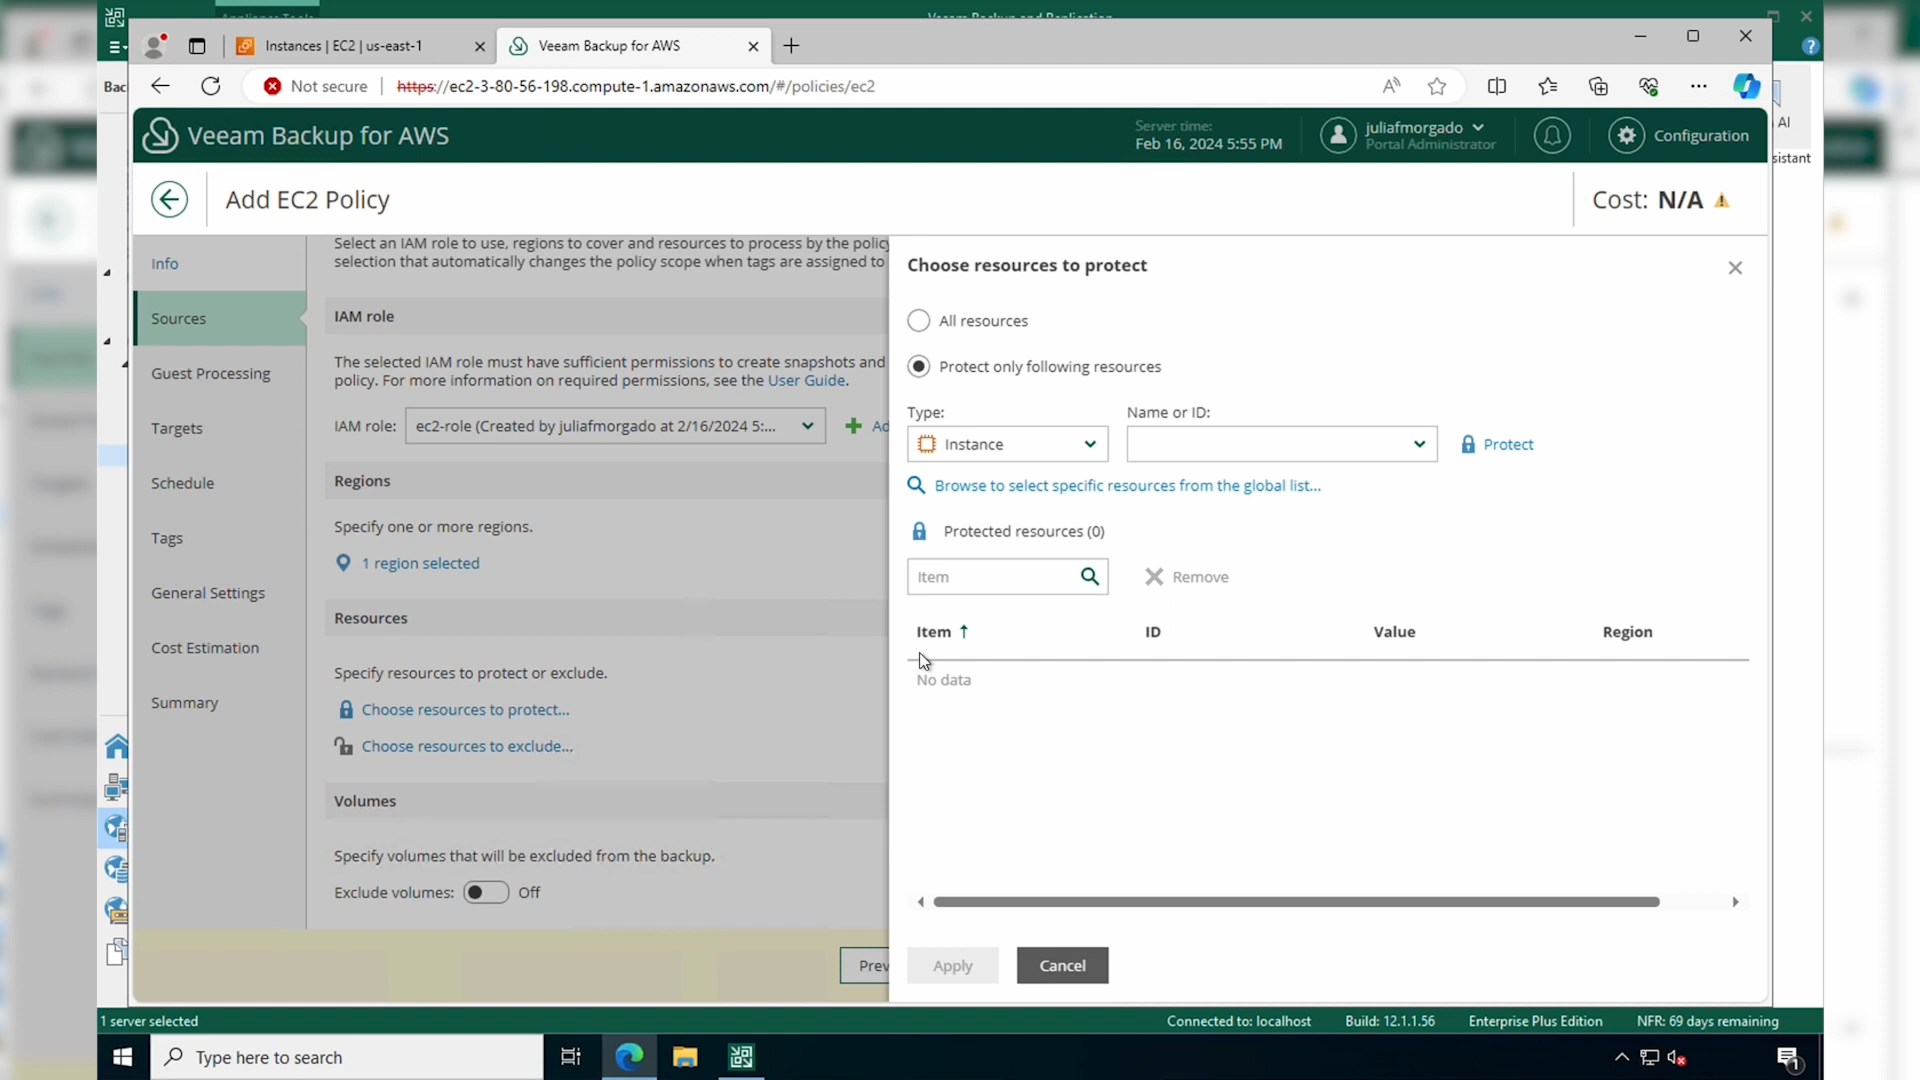 Instances | EC2 | us-east-1
Veeam Backup for AWS
Bac
Not secure
https://ec2-3-80-56-198.compute-1.amazonaws.com/#/policies/ec2
AI
sistant
Veeam Backup for AWS
Server time:
Feb 16, 2024 5:55 PM
juliafmorgado
Portal Administrator
Configuration
Add EC2 Policy
Cost: N/A
Info
Sources
Guest Processing
Targets
Schedule
Tags
General Settings
Cost Estimation
Summary
Select an IAM role to use, regions to cover and resources to process by the policy
selection that automatically changes the policy scope when tags are assigned to
IAM role
The selected IAM role must have sufficient permissions to create snapshots and
policy. For more information on required permissions, see the User Guide.
IAM role:
ec2-role (Created by juliafmorgado at 2/16/2024 5:...
Ad
Regions
Specify one or more regions.
1 region selected
Resources
Specify resources to protect or exclude.
Choose resources to protect...
Choose resources to exclude...
Volumes
Specify volumes that will be excluded from the backup.
Exclude volumes:
Off
Prev
Choose resources to protect
All resources
Protect only following resources
Type:
Name or ID:
Instance
Protect
Browse to select specific resources from the global list...
Protected resources (0)
Item
Remove
Item
ID
Value
Region
No data
Apply
Cancel
1 server selected
Connected to: localhost
Build: 12.1.1.56
Enterprise Plus Edition
NFR: 69 days remaining
Type here to search
1